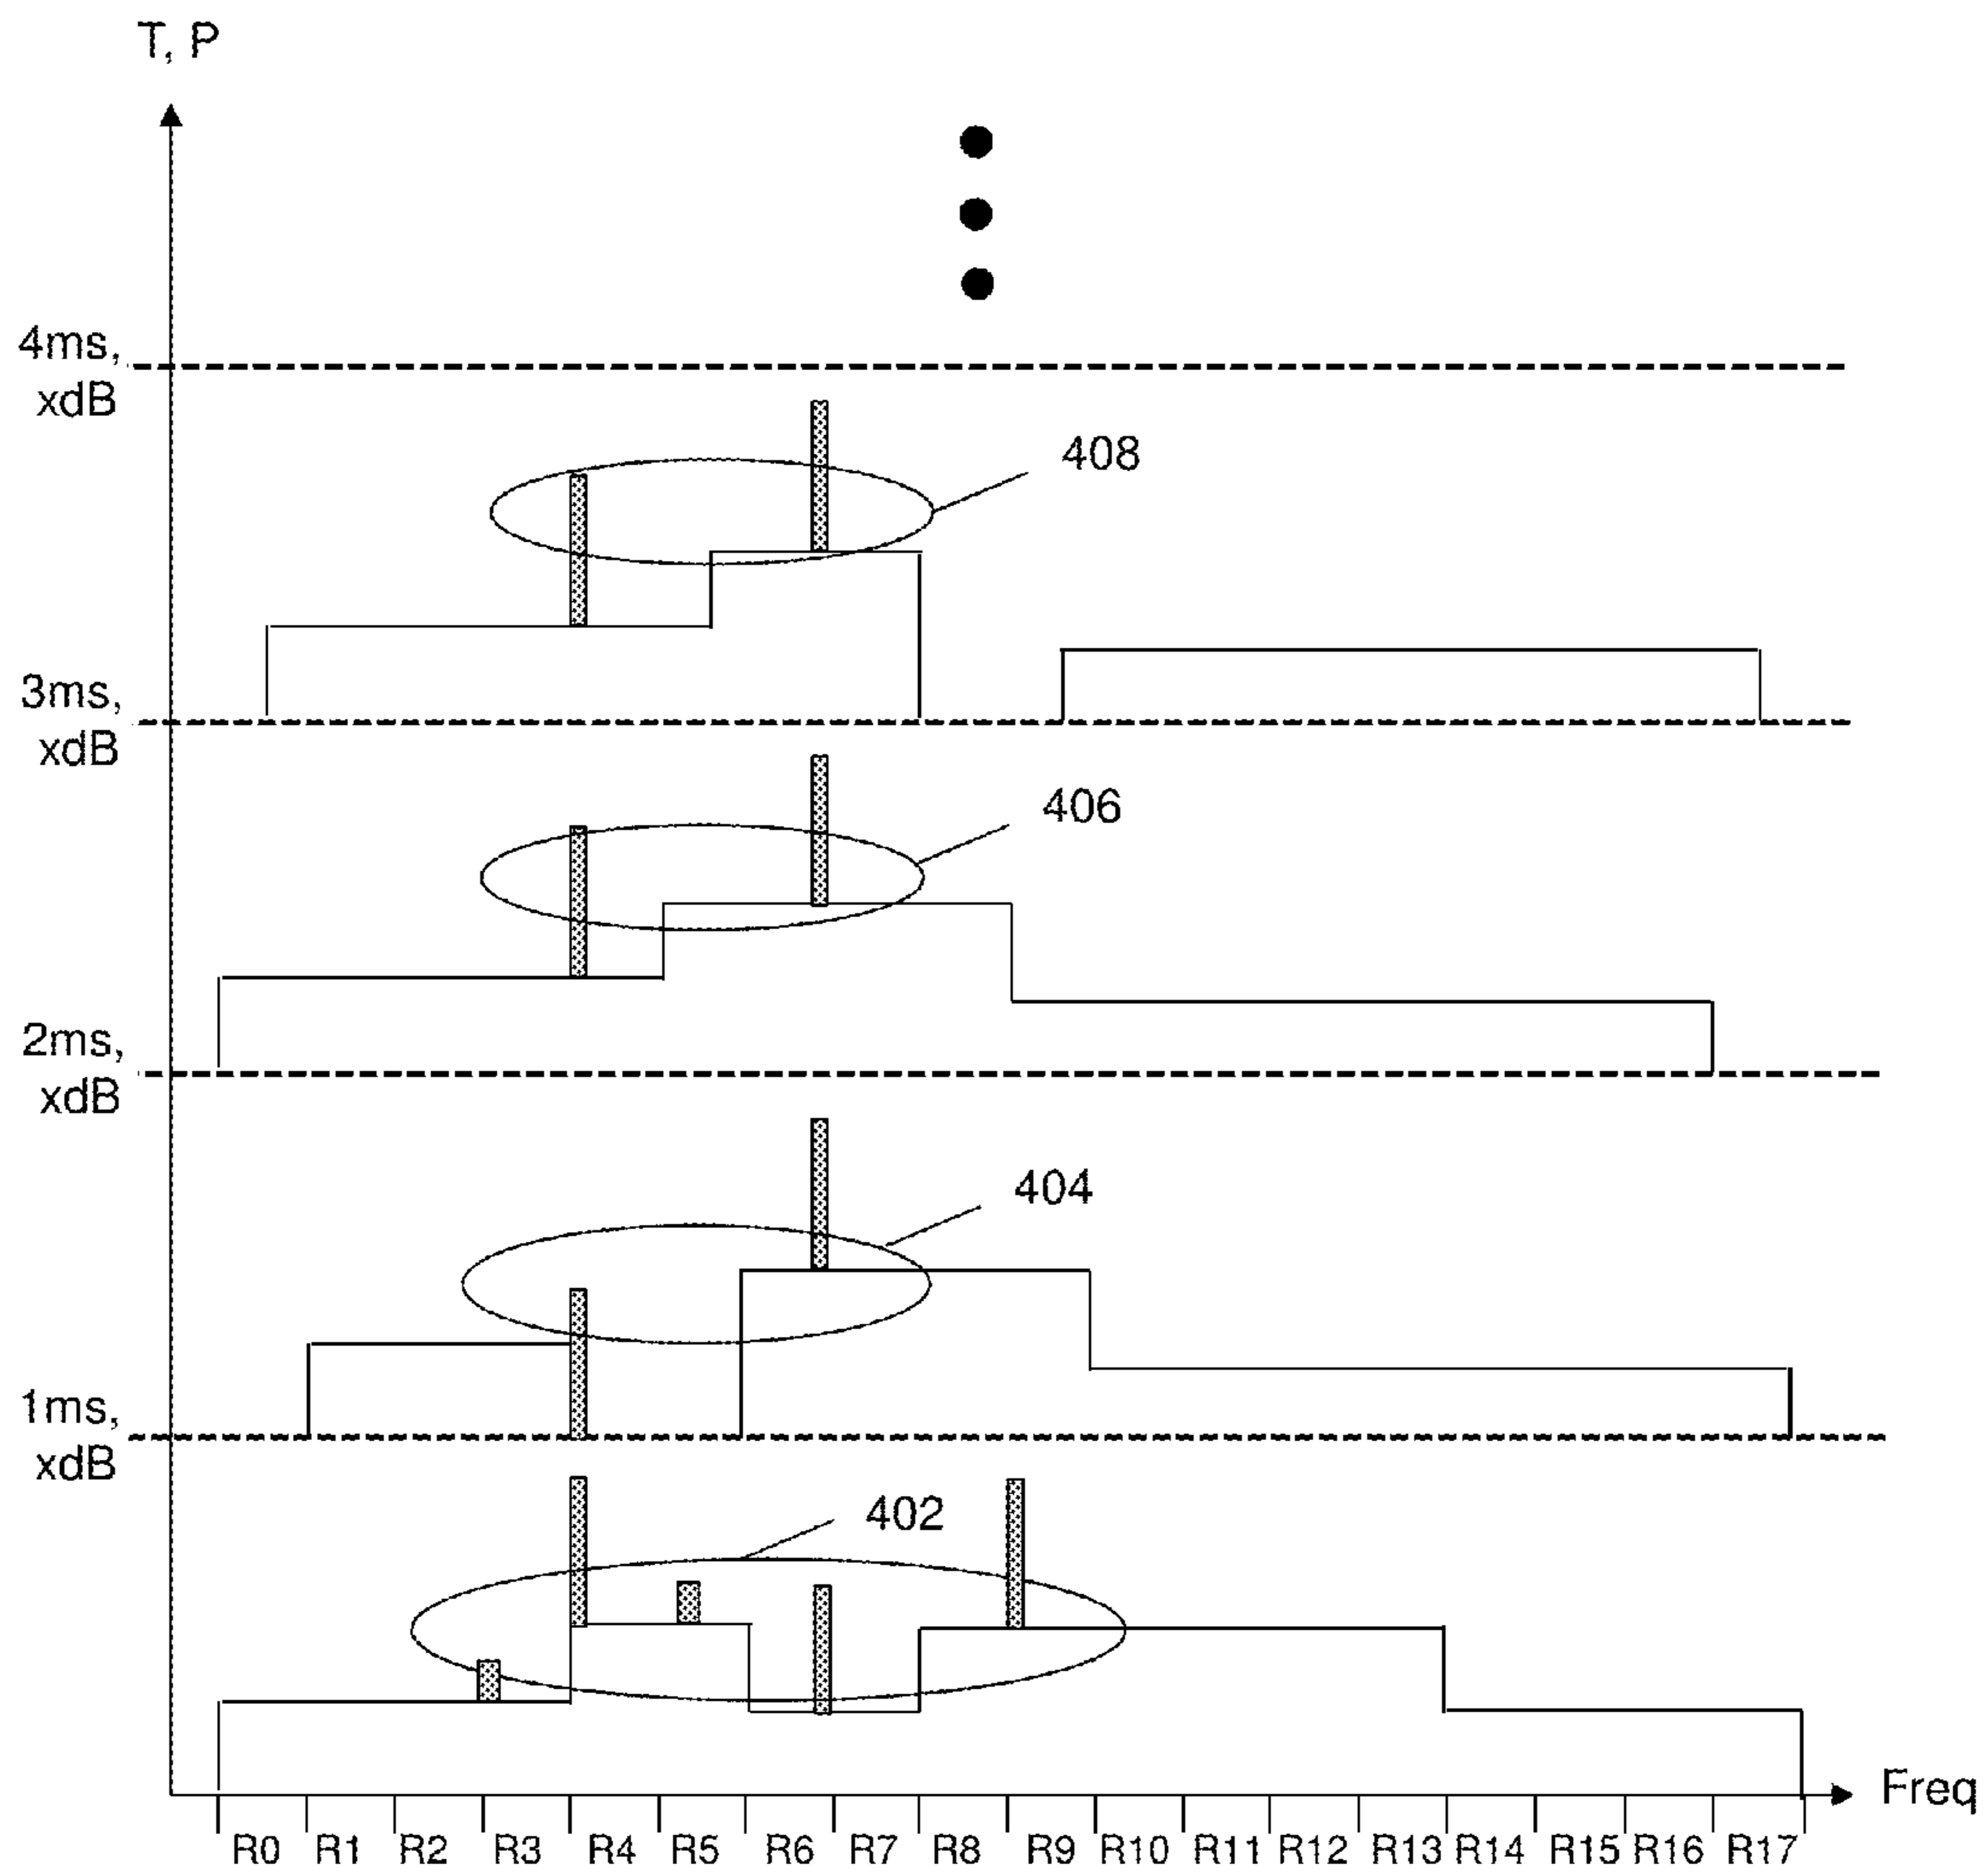 T, P
4ms,
xdB
408
3ms,
xdB
406
2ms,
xdB
404
1ms,
xdB
402
Freq
R0 R1 R2 R3 R4 R5 R6 R7 R8 R9 R10 R11 R12 R13 R14 R15 R16 R17